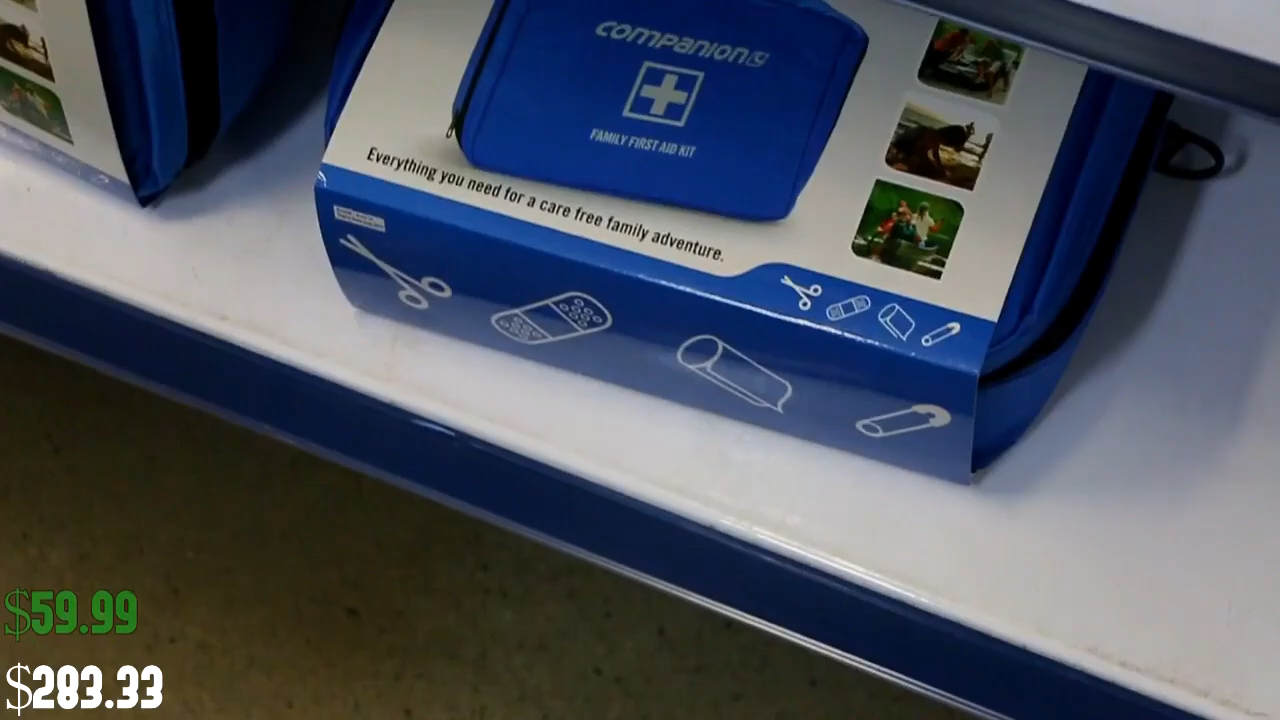 companion
FAMILY FIRST AID KIT
Everything you need for a care free family adventure.
$59.99
$283.33